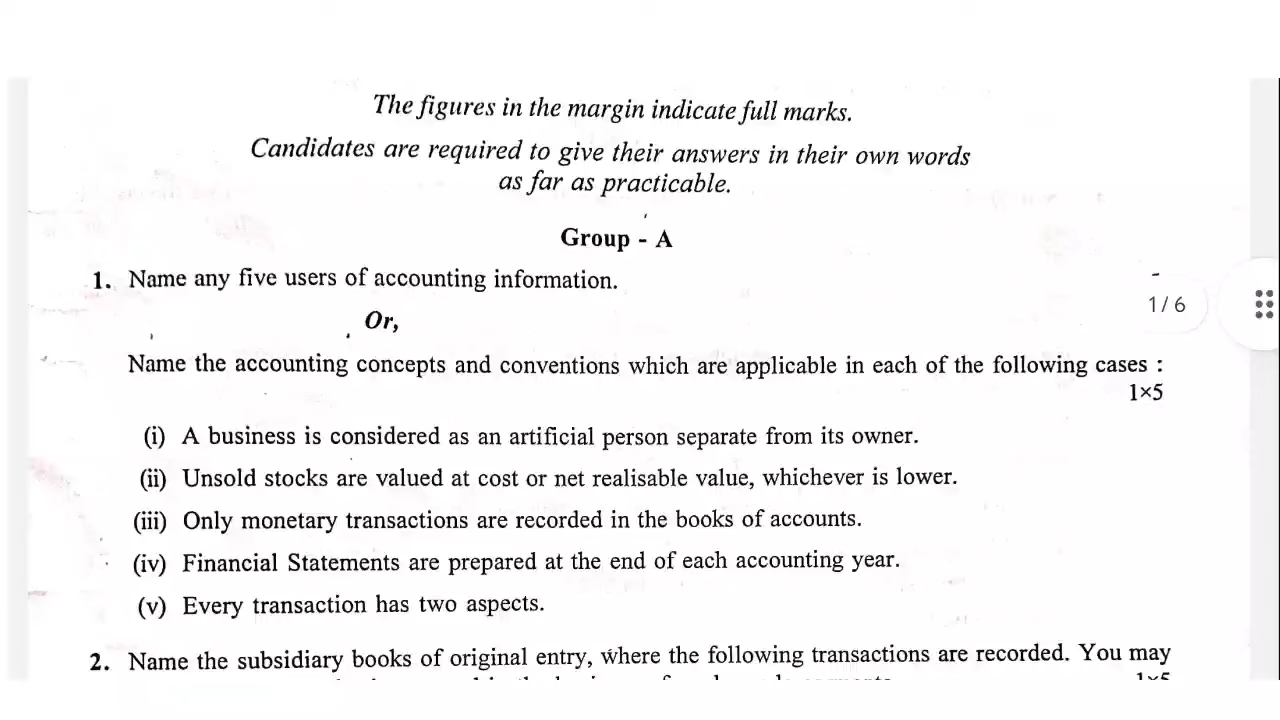 The figures in the margin indicate full marks.
Candidates are required to give their answers in their own words
as far as practicable.
Group - A
1. Name any five users of accounting information.
1 / 6
Or,
Name the accounting concepts and conventions which are applicable in each of the following cases :
1×5
(i) A business is considered as an artificial person separate from its owner.
(ii) Unsold stocks are valued at cost or net realisable value, whichever is lower.
(iii) Only monetary transactions are recorded in the books of accounts.
(iv) Financial Statements are prepared at the end of each accounting year.
(v) Every transaction has two aspects.
2. Name the subsidiary books of original entry, where the following transactions are recorded. You may
1×5